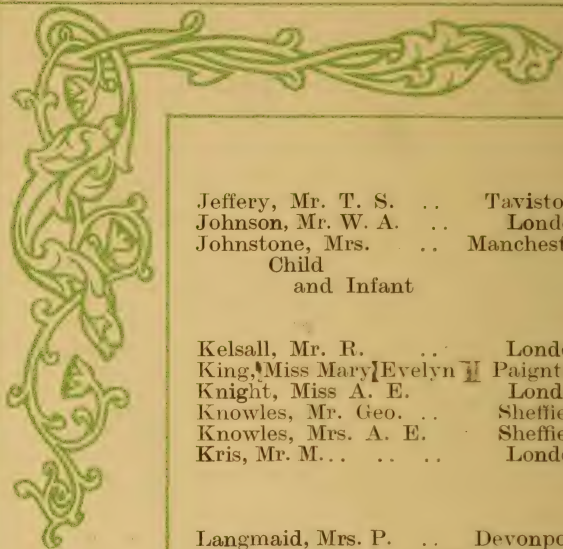 Jeffery, Mr. T. S. .. Tavisto
Johnson, Mr. W. A. .. Lond
Johnstone, Mrs. .. Manchest
Child
and Infant
Kelsall, Mr. R. .. Lond
King, Miss Mary Evelyn Paignt
Knight, Miss A. E. Lond
Knowles, Mr. Geo. .. Sheffie
Knowles, Mrs. A. E. Sheffie
Kris, Mr. M... .. .. Lond
Langmaid, Mrs. P. .. Devonpo